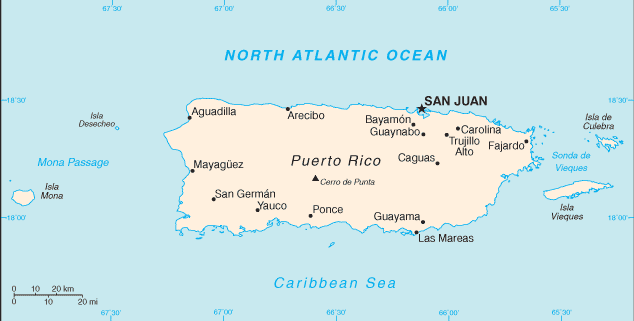 67˚30'
67˚00'
66˚30'
66˚00'
65˚30'
NORTH ATLANTIC OCEAN
18˚30'
18˚30'
SAN JUAN
Aguadilla
Arecibo
Bayamón
Isla
Desecheo
Isla de
Culebra
Carolina
Guaynabo
Trujillo
Alto
Fajardo
Mona Passage
Mayagüez
Puerto Rico
Caguas
Sonda de
Vieques
Cerro de Punta
Isla
Mona
San Germán
Yauco
Ponce
Guayama
Isla
Vieques
18˚00'
18˚00'
Las Mareas
Caribbean Sea
0 10 20 km
0 10 20 mi
67˚30'
67˚00'
66˚30'
66˚00'
65˚30'